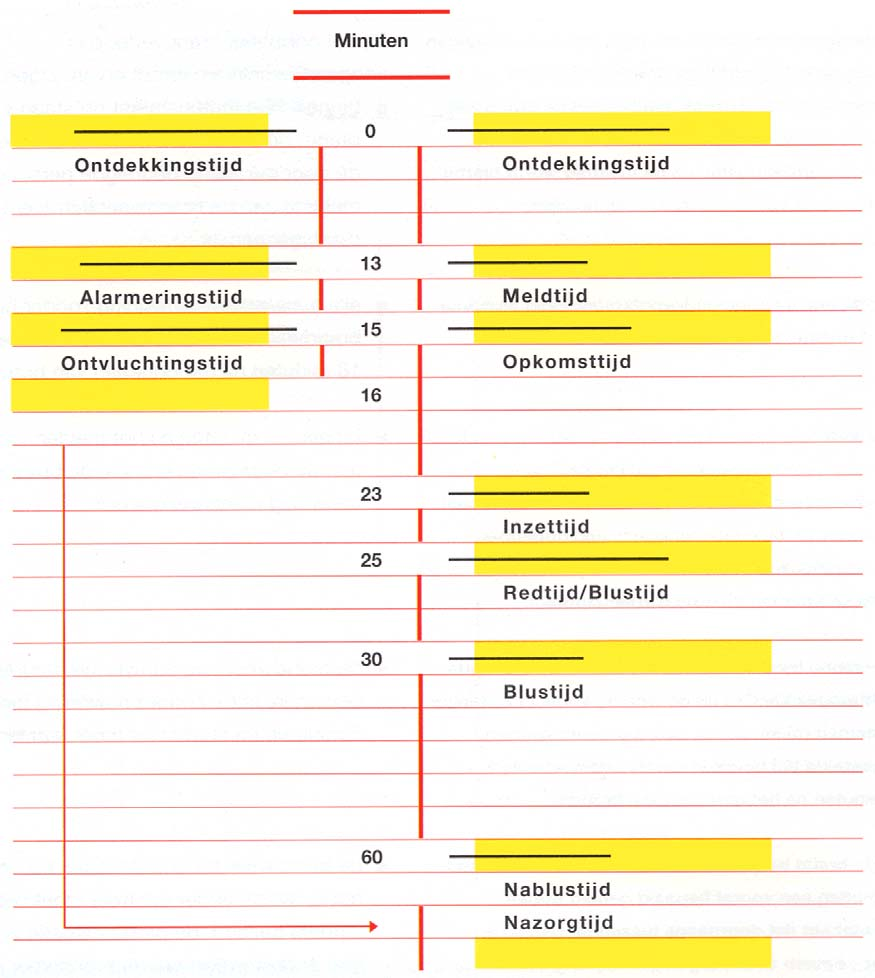 Minuten
0
Ontdekkingstijd Ontdekkingstijd
13
Alarmeringstijd Meldtijd
15
Ontvluchtingstijd Opkomsttijd
16
23
Inzettijd
25
Redtijd/Blustijd
30
Blustijd
60
Nablustijd
Nazorgtijd